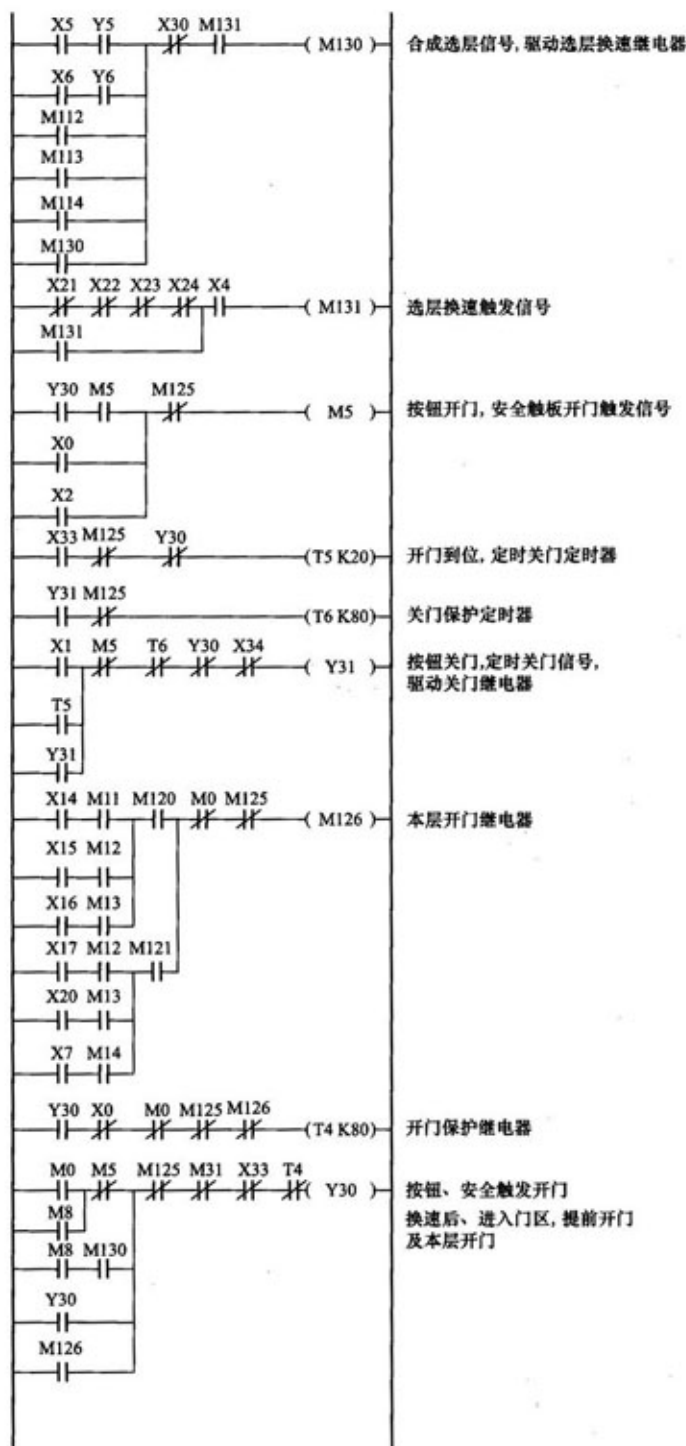 X5 Y5 X30 M131
( M130 ) 合成选层信号, 驱动选层换速继电器
X6 Y6
M112
M113
M114
M130
X21 X22 X23 X24 X4
( M131 ) 选层换速触发信号
M131
Y30 M5 M125
( M5 ) 按钮开门, 安全触板开门触发信号
X0
X2
X33 M125 Y30
(T5 K20) 开门到位, 定时关门定时器
Y31 M125
(T6 K80) 关门保护定时器
X1 M5 T6 Y30 X34
( Y31 ) 按钮关门,定时关门信号,
驱动关门继电器
T5
Y31
X14 M11 M120 M0 M125
( M126 ) 本层开门继电器
X15 M12
X16 M13
X17 M12 M121
X20 M13
X7 M14
Y30 X0 M0 M125 M126
(T4 K80) 开门保护继电器
M0 M5 M125 M31 X33 T4
( Y30 ) 按钮、安全触发开门
M8 换速后、进入门区, 提前开门
及本层开门
M8 M130
Y30
M126